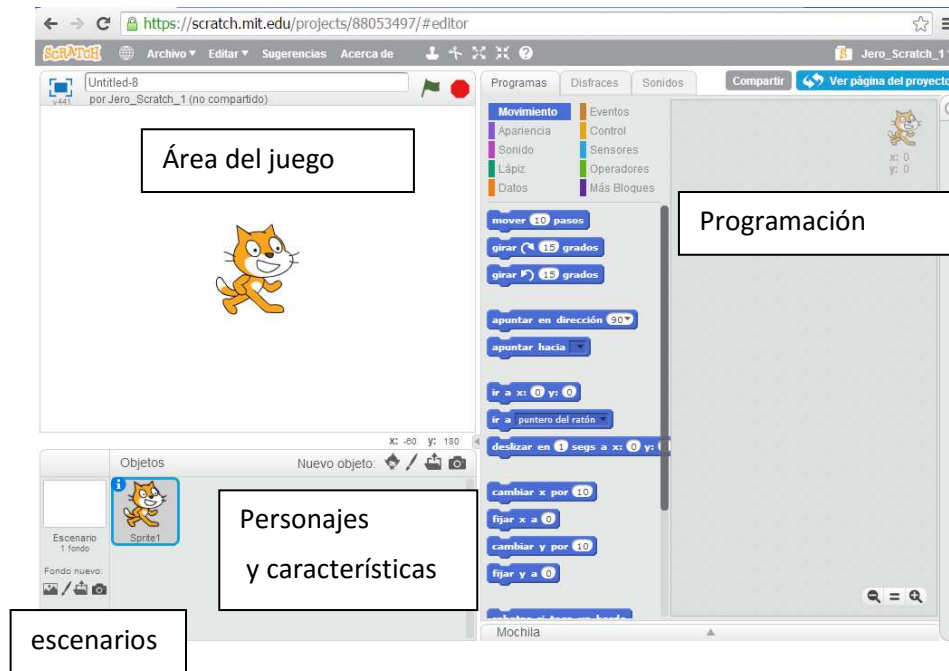 https://scratch.mit.edu/projects/88053497/#editor
SCRATCH Archivo Editar Sugerencias Acerca de Jero_Scratch_1
Untitled-8
v441 por Jero_Scratch_1 (no compartido)
Programas Disfraces Sonidos Compartir Ver página del proyecto
Movimiento Eventos
Apariencia Control
Sonido Sensores
Lápiz Operadores
Datos Más Bloques
x: 0
y: 0
Área del juego
Programación
mover 10 pasos
girar 15 grados
girar 15 grados
apuntar en dirección 90
apuntar hacia
ir a x: 0 y: 0
ir a puntero del ratón
deslizar en 1 segs a x: 0 y:
cambiar x por 10
fijar x a 0
cambiar y por 10
fijar y a 0
Mochila
X: -60 y: 180
Objetos Nuevo objeto:
Sprite1
Escenario
1 fondo
Fondo nuevo:
Personajes
y características
escenarios